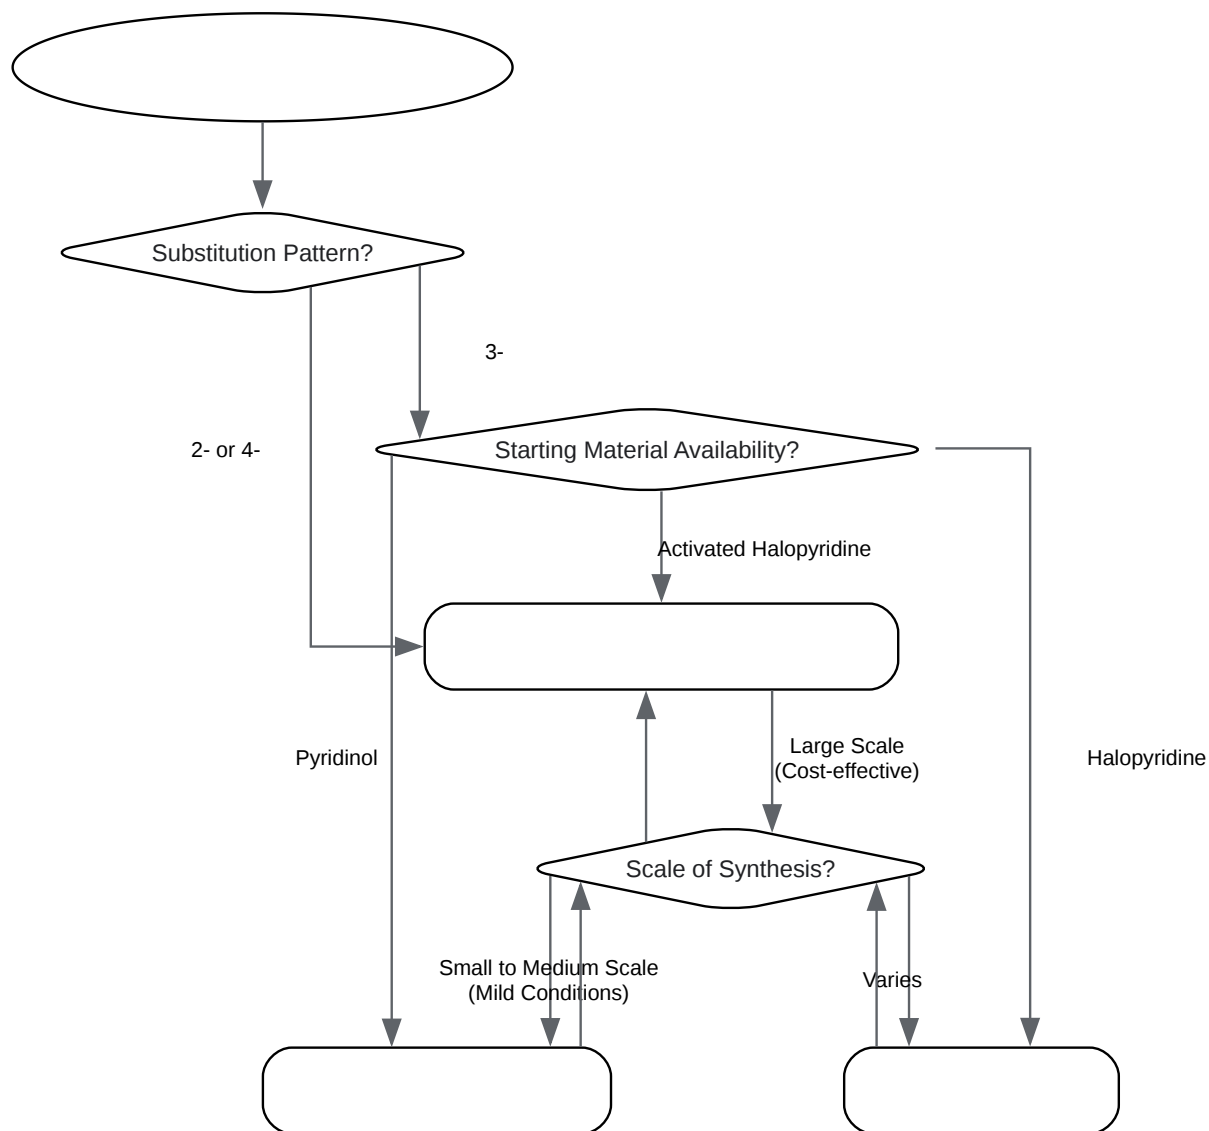 Substitution Pattern?
3-
2- or 4-
Starting Material Availability?
Activated Halopyridine
Pyridinol
Large Scale
(Cost-effective)
Halopyridine
Scale of Synthesis?
Small to Medium Scale
(Mild Conditions)
Varies